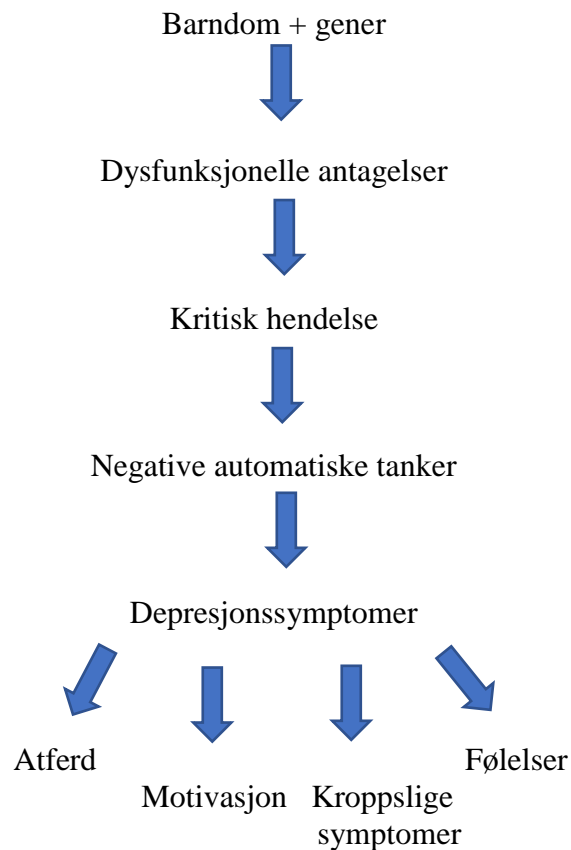 Barndom + gener
Dysfunksjonelle antagelser
Kritisk hendelse
Negative automatiske tanker
Depresjonssymptomer
Atferd
Motivasjon
Kroppslige
symptomer
Følelser